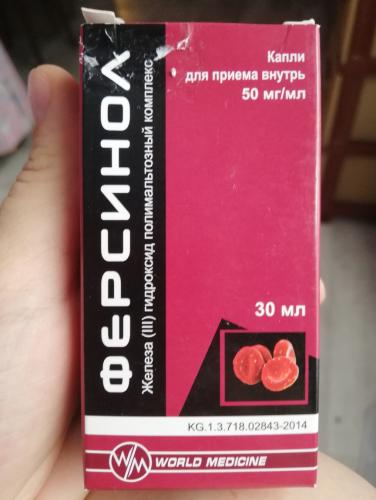 ФЕРСИНОЛ
Железа (III) гидроксид полимальтозный комплекс
Капли
для приема внутрь
50 мг/мл
30 мл
KG.1.3.718.02843-2014
WM WORLD MEDICINE